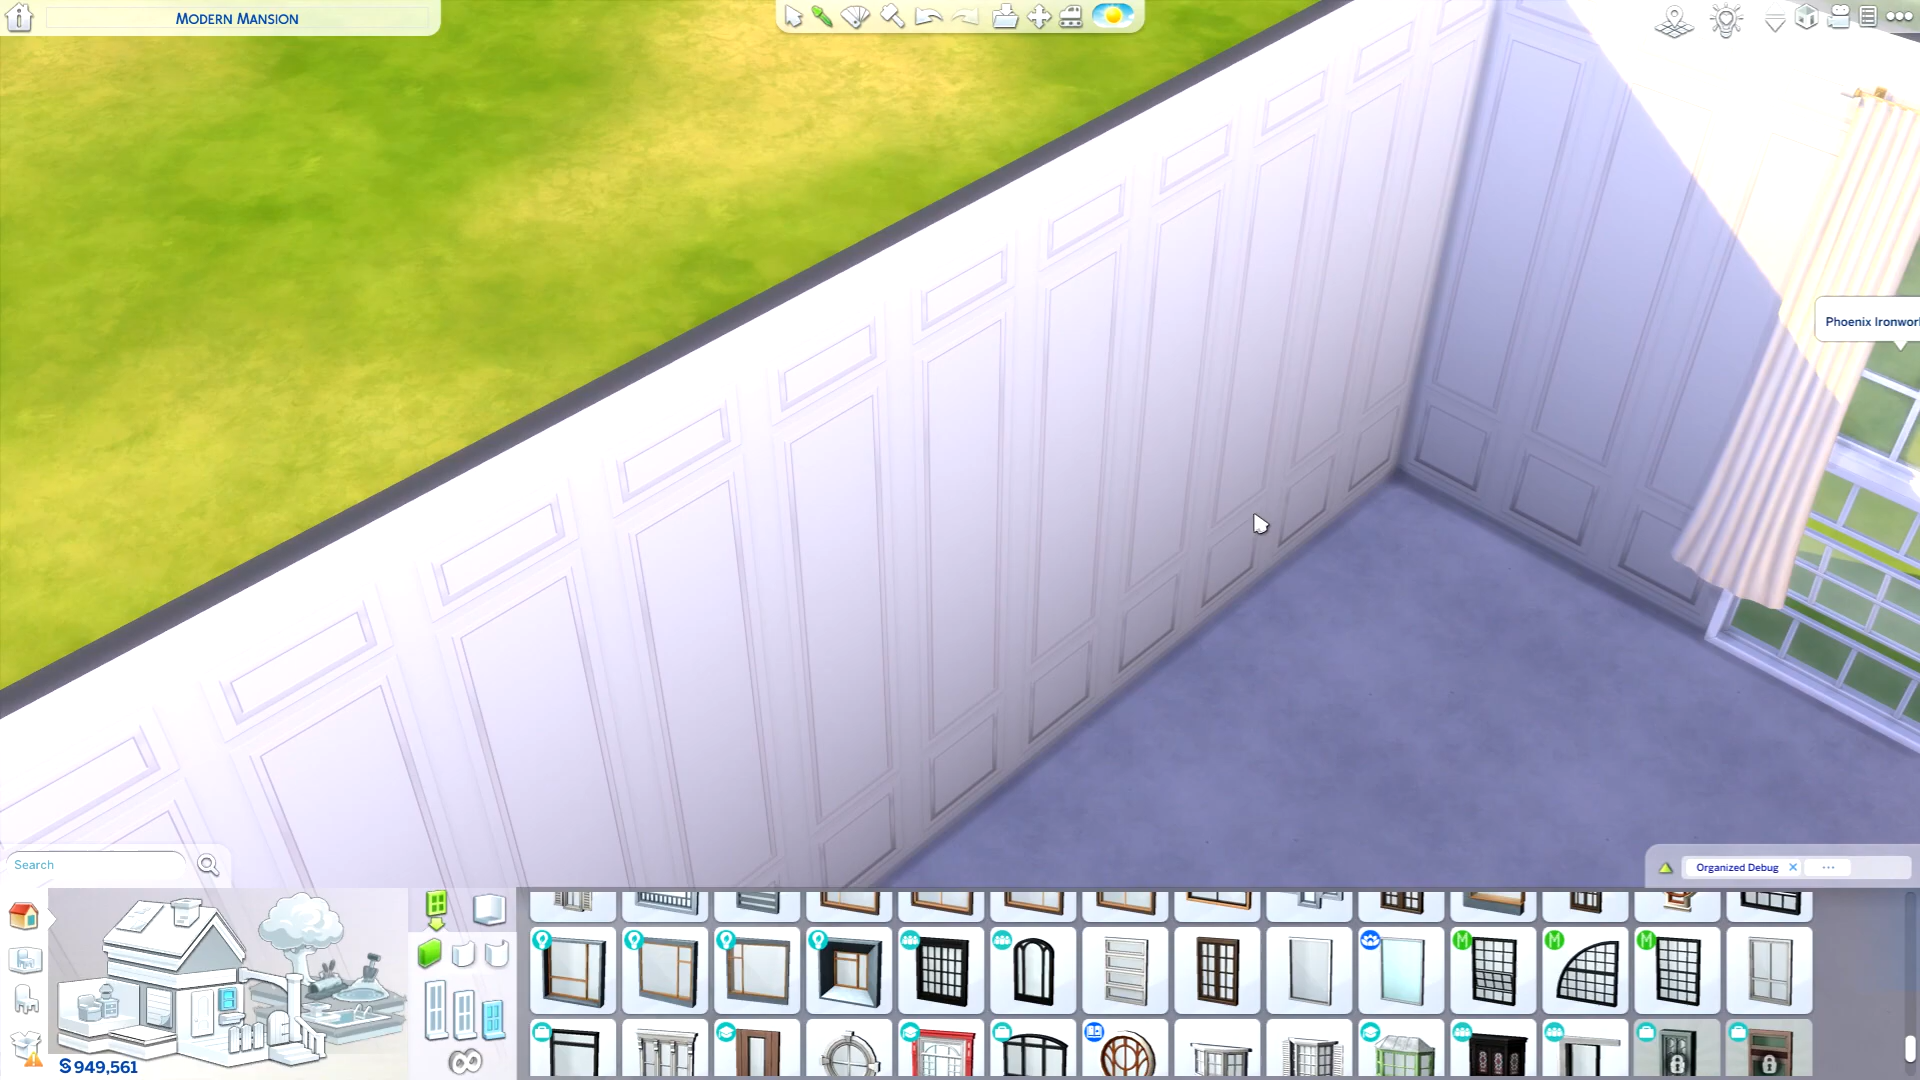 MODERN MANSION
Phoenix Ironwor
Search
Organized Debug
949,561